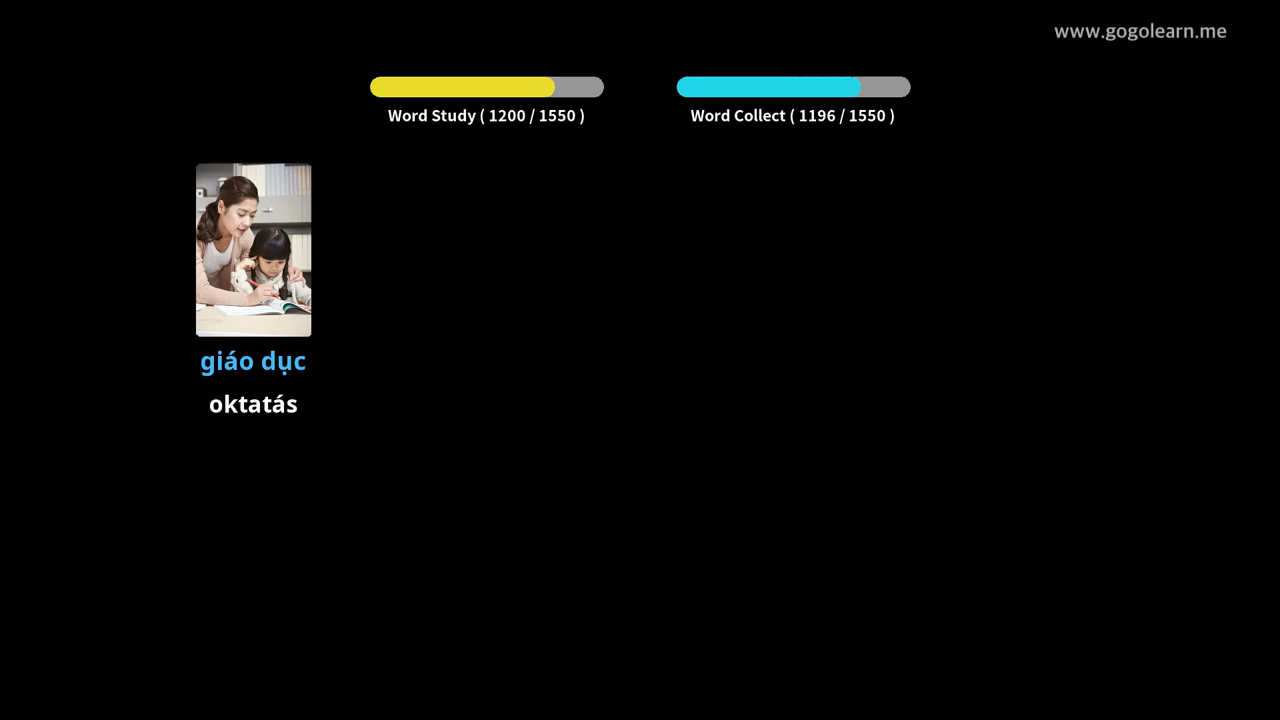 www.gogolearn.me
Word Study ( 1200 / 1550 )
Word Collect ( 1196 / 1550 )
giáo dục
oktatás